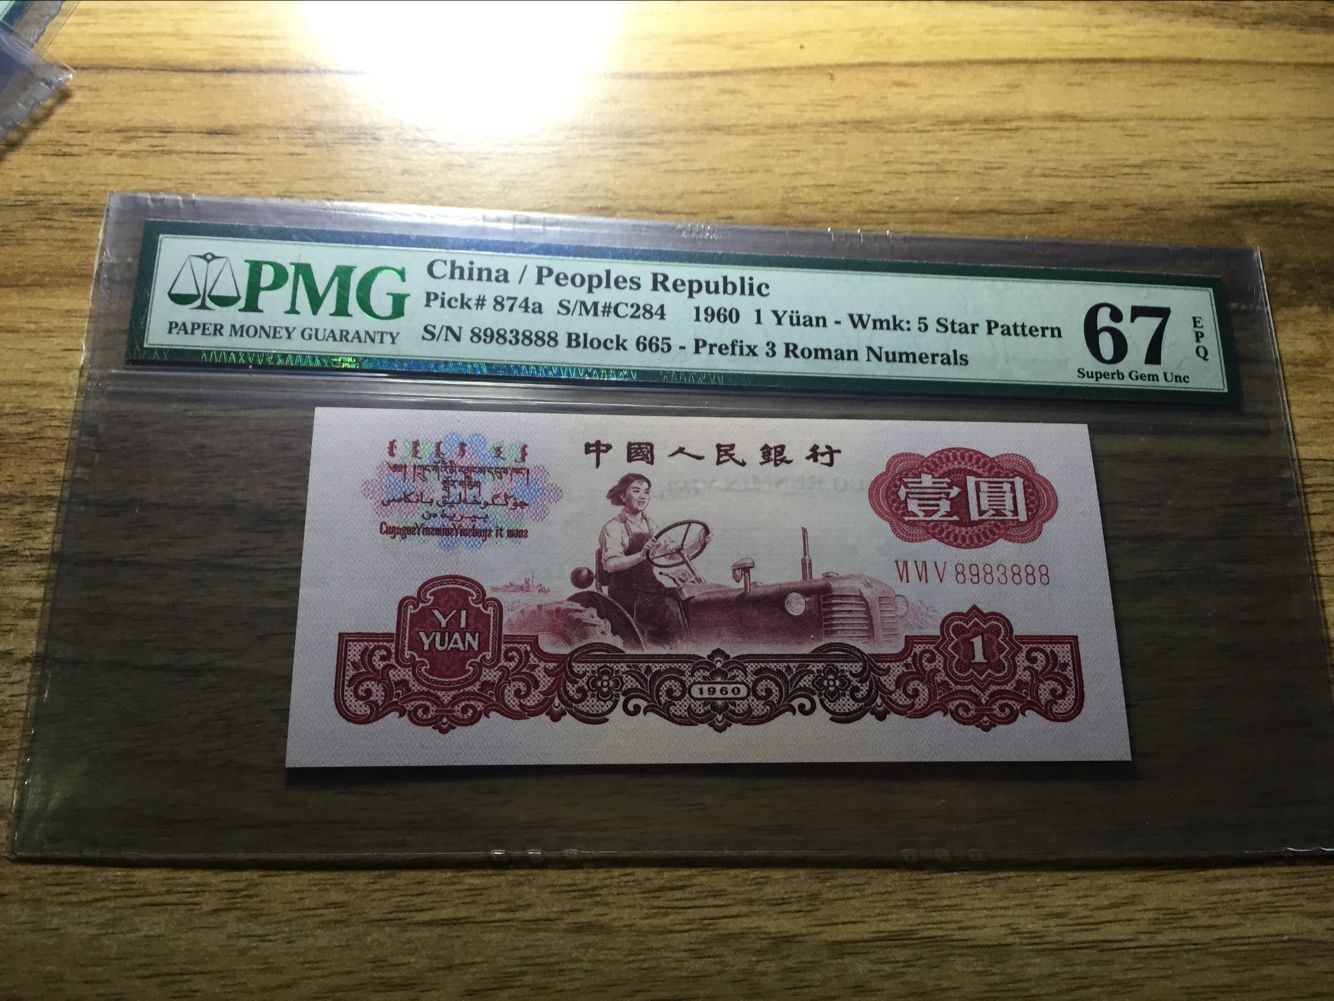 PMG
PAPER MONEY GUARANTY
China / Peoples Republic
Pick# 874a S/M#C284 1960 1 Yüan - Wmk: 5 Star Pattern
S/N 8983888 Block 665 - Prefix 3 Roman Numerals
67
EPQ
Superb Gem Unc
中國人民銀行
壹圓
VI VI V 8983888
YI
YUAN
1960
1